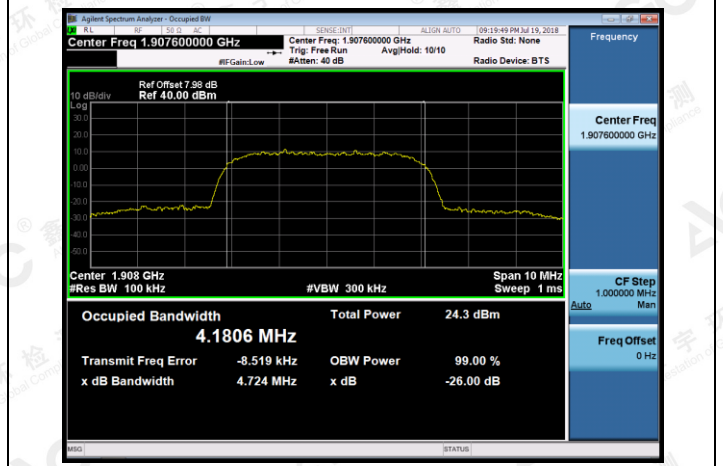 Agilent Spectrum Analyzer - Occupied BW
RL RF 50 Ω AC SENSE:INT ALIGN AUTO 09:19:49 PM Jul 19, 2018
Center Freq 1.907600000 GHz
Center Freq: 1.907600000 GHz
Radio Std: None
Trig: Free Run Avg|Hold: 10/10
#IFGain:Low #Atten: 40 dB Radio Device: BTS
Frequency
Ref Offset 7.98 dB
10 dB/div Ref 40.00 dBm
Log
30.0
20.0
10.0
0.00
-10.0
-20.0
-30.0
-40.0
-50.0
Center 1.908 GHz Span 10 MHz
#Res BW 100 kHz #VBW 300 kHz Sweep 1 ms
Center Freq
1.907600000 GHz
CF Step
1.000000 MHz
Auto Man
Freq Offset
0 Hz
Occupied Bandwidth Total Power 24.3 dBm
4.1806 MHz
Transmit Freq Error -8.519 kHz OBW Power 99.00 %
x dB Bandwidth 4.724 MHz x dB -26.00 dB
MSG STATUS